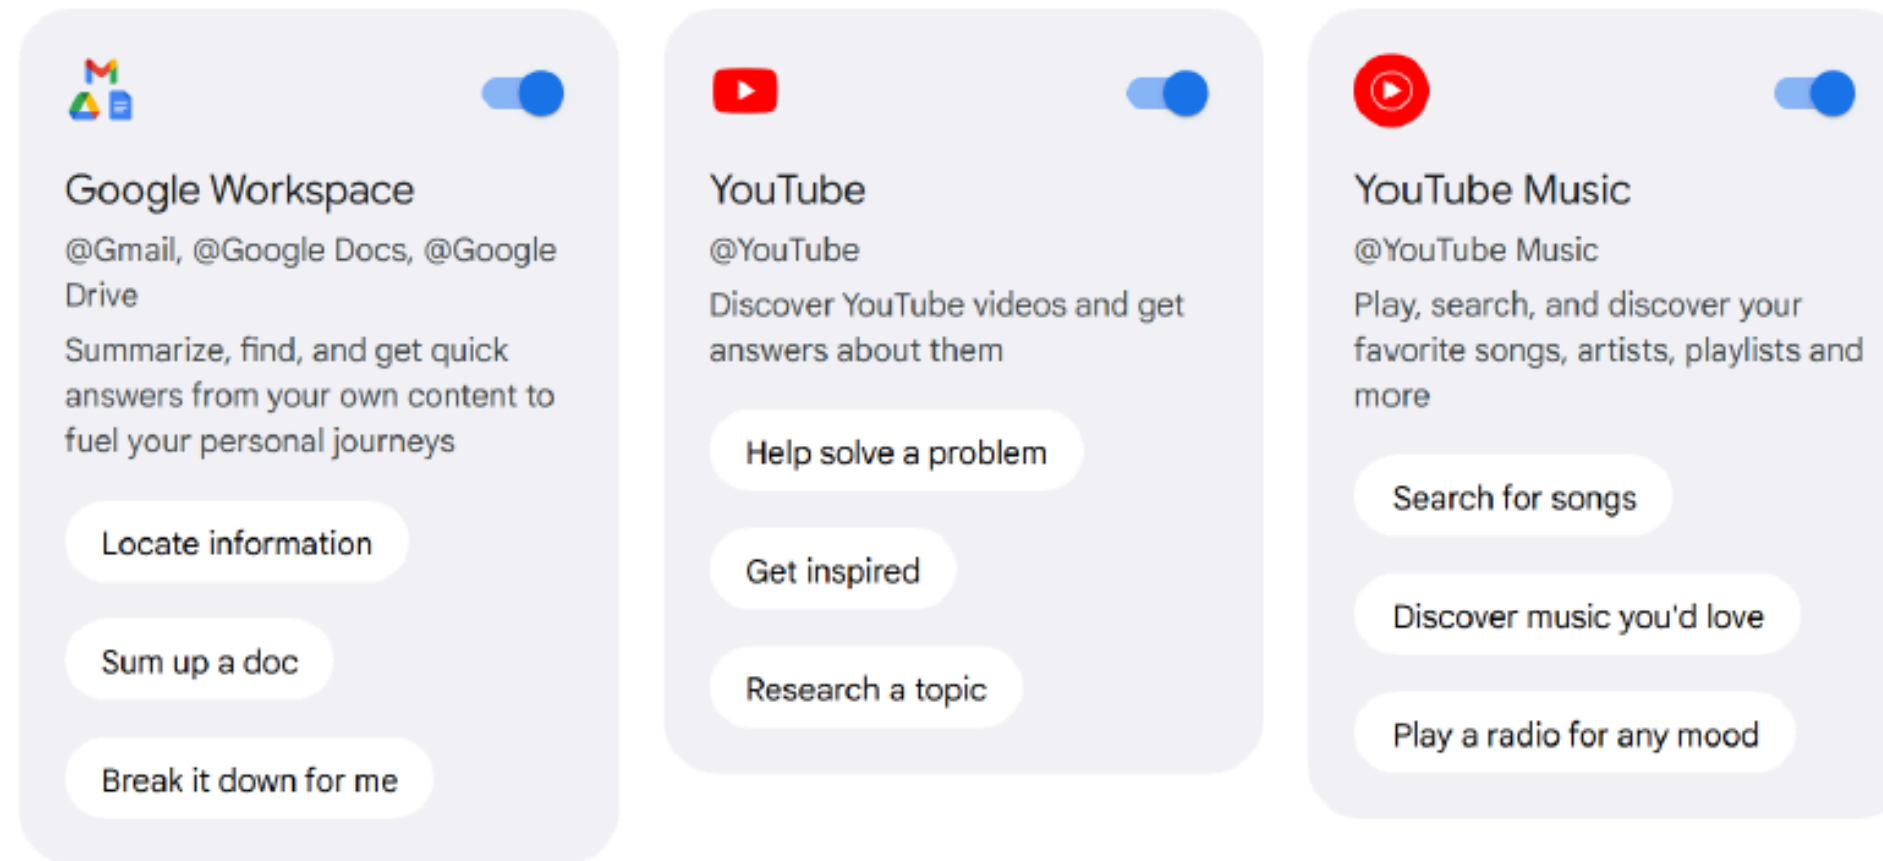 Google Workspace
@Gmail, @Google Docs, @Google
Drive
Summarize, find, and get quick
answers from your own content to
fuel your personal journeys
Locate information
Sum up a doc
Break it down for me
YouTube
@YouTube
Discover YouTube videos and get
answers about them
Help solve a problem
Get inspired
Research a topic
YouTube Music
@YouTube Music
Play, search, and discover your
favorite songs, artists, playlists and
more
Search for songs
Discover music you'd love
Play a radio for any mood